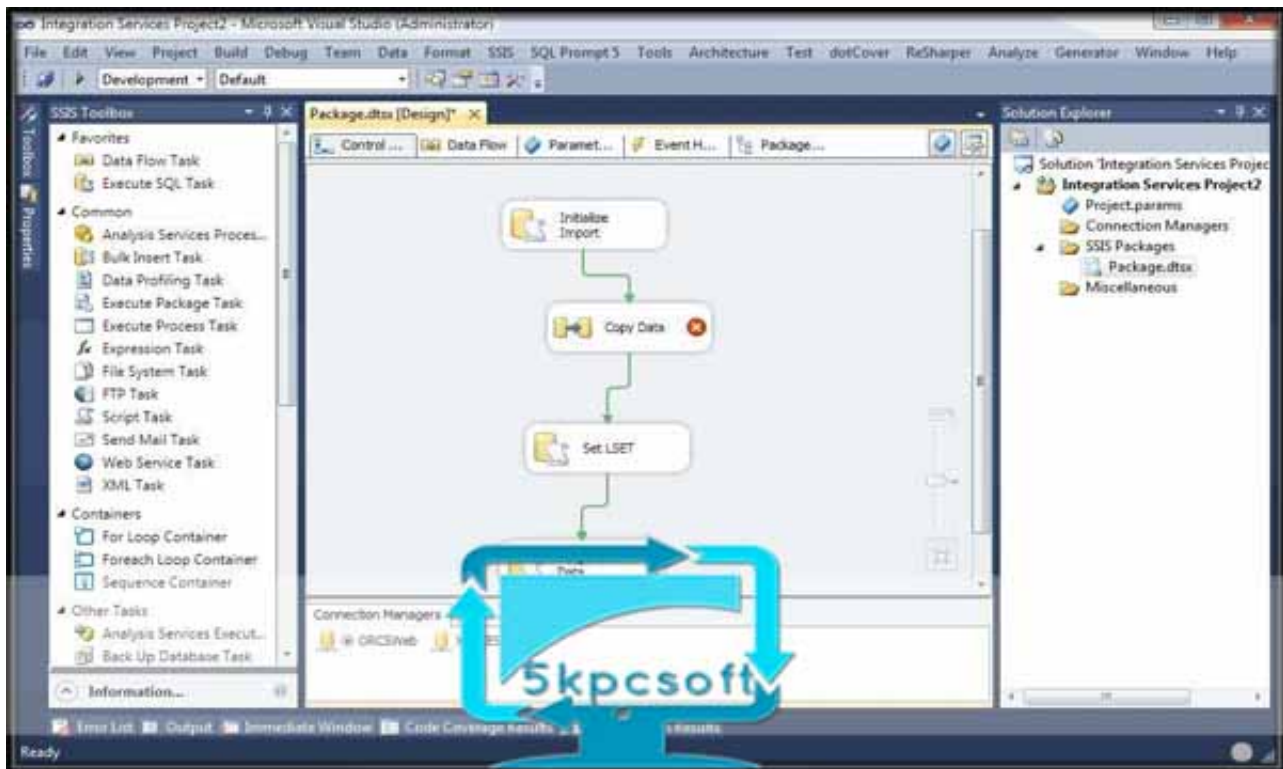 Integration Services Project2 - Microsoft Visual Studio (Administrator)
File Edit View Project Build Debug Team Data Format SSIS SQL Prompt 5 Tools Architecture Test dotCover ReSharper Analyze Generator Window Help
Development Default
Toolbox
Properties
SSIS Toolbox
Favorites
Data Flow Task
Execute SQL Task
Common
Analysis Services Proces...
Bulk Insert Task
Data Profiling Task
Execute Package Task
Execute Process Task
Expression Task
File System Task
FTP Task
Script Task
Send Mail Task
Web Service Task
XML Task
Containers
For Loop Container
Foreach Loop Container
Sequence Container
Other Tasks
Analysis Services Execut...
Back Up Database Task
Information...
Package.dtsx [Design]*
Control ... Data Flow Paramet... Event H... Package...
Initialize
Import
Copy Data
Set LSET
Connection Managers
ORCSWeb
5kpcsoft
Solution Explorer
Solution 'Integration Services Projec
Integration Services Project2
Project.params
Connection Managers
SSIS Packages
Package.dtsx
Miscellaneous
Error List Output Immediate Window Code Coverage Results Results
Ready